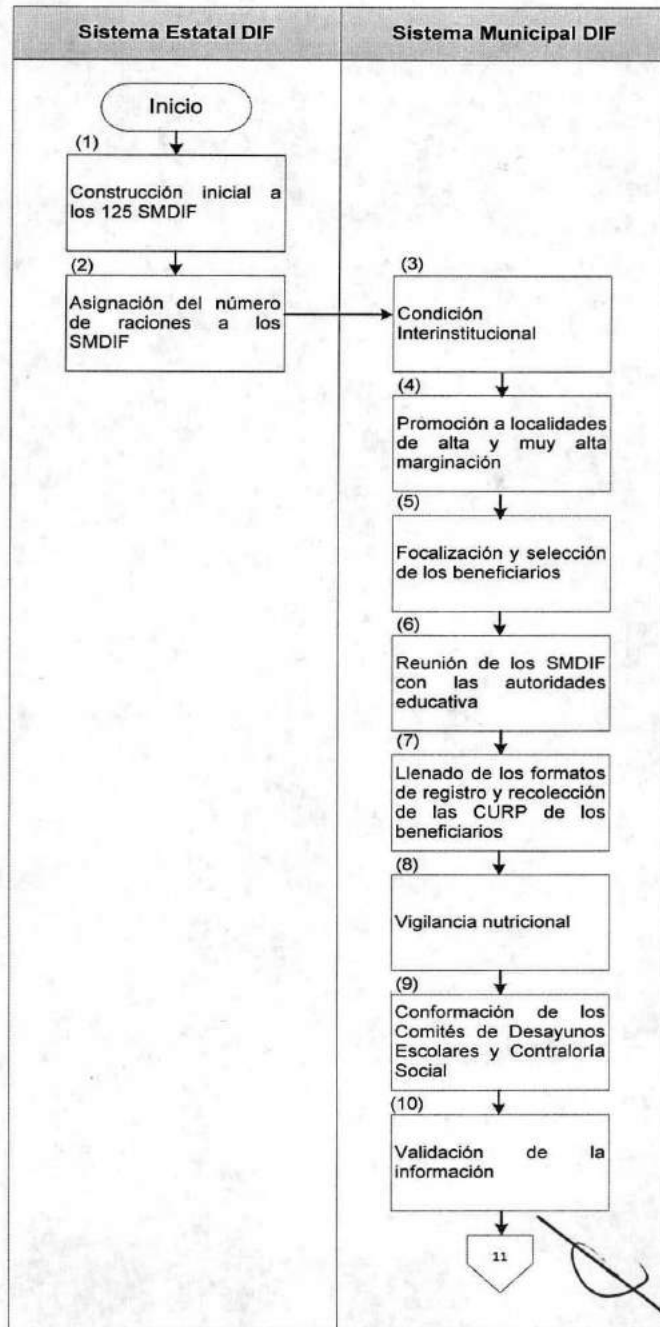 Sistema Estatal DIF
Sistema Municipal DIF
Inicio
(1)
Construcción inicial a
los 125 SMDIF
(2)
Asignación del número
de raciones a los
SMDIF
(3)
Condición
Interinstitucional
(4)
Promoción a localidades
de alta y muy alta
marginación
(5)
Focalización y selección
de los beneficiarios
(6)
Reunión de los SMDIF
con las autoridades
educativa
(7)
Llenado de los formatos
de registro y recolección
de las CURP de los
beneficiarios
(8)
Vigilancia nutricional
(9)
Conformación de los
Comités de Desayunos
Escolares y Contraloría
Social
(10)
Validación de la
información
11